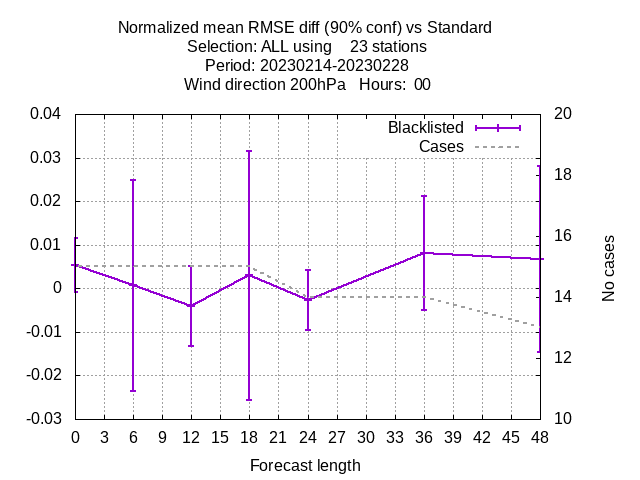 Normalized mean RMSE diff (90% conf) vs Standard
Selection: ALL using 23 stations
Period: 20230214-20230228
Wind direction 200hPa Hours: 00
Blacklisted
Cases
0.04
0.03
0.02
0.01
0
-0.01
-0.02
-0.03
20
18
16
14
12
10
No cases
0 3 6 9 12 15 18 21 24 27 30 33 36 39 42 45 48
Forecast length